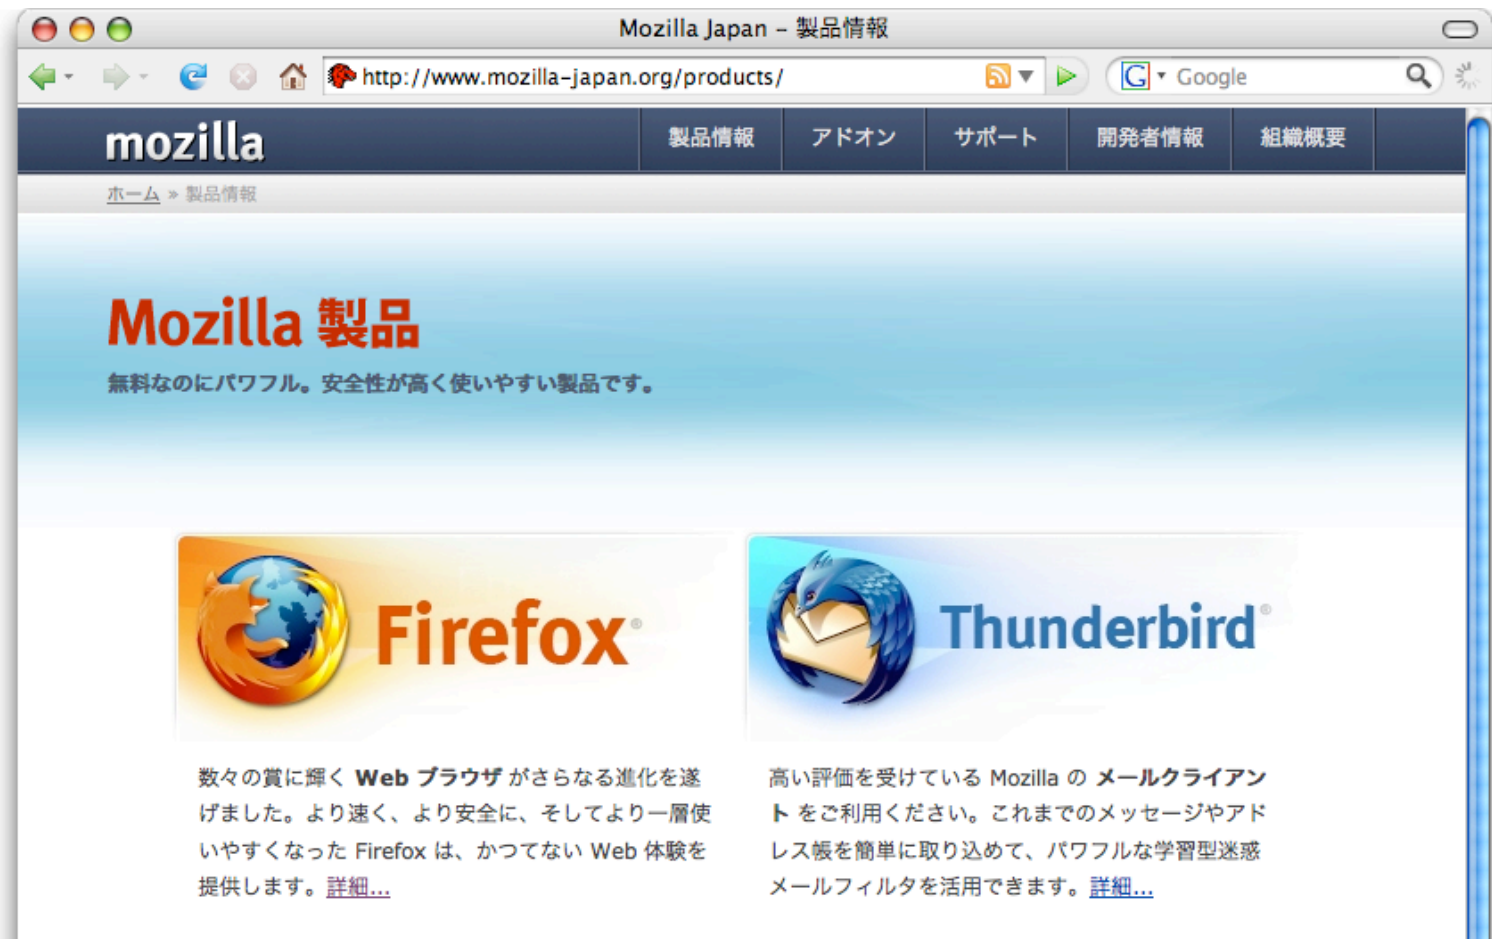 Mozilla Japan – 製品情報
http://www.mozilla-japan.org/products/
G Google
mozilla 製品情報 アドオン サポート 開発者情報 組織概要
ホーム » 製品情報
Mozilla 製品
無料なのにパワフル。安全性が高く使いやすい製品です。
Firefox®
Thunderbird®
数々の賞に輝く Web ブラウザ がさらなる進化を遂
げました。より速く、より安全に、そしてより一層使
いやすくなった Firefox は、かつてない Web 体験を
提供します。詳細...
高い評価を受けている Mozilla の メールクライアン
ト をご利用ください。これまでのメッセージやアド
レス帳を簡単に取り込めて、パワフルな学習型迷惑
メールフィルタを活用できます。詳細...